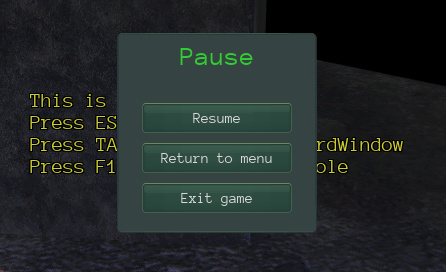 Pause
This is
Press ES
Resume
Press TA rdWindow
Return to menu
Press F1 ole
Exit game